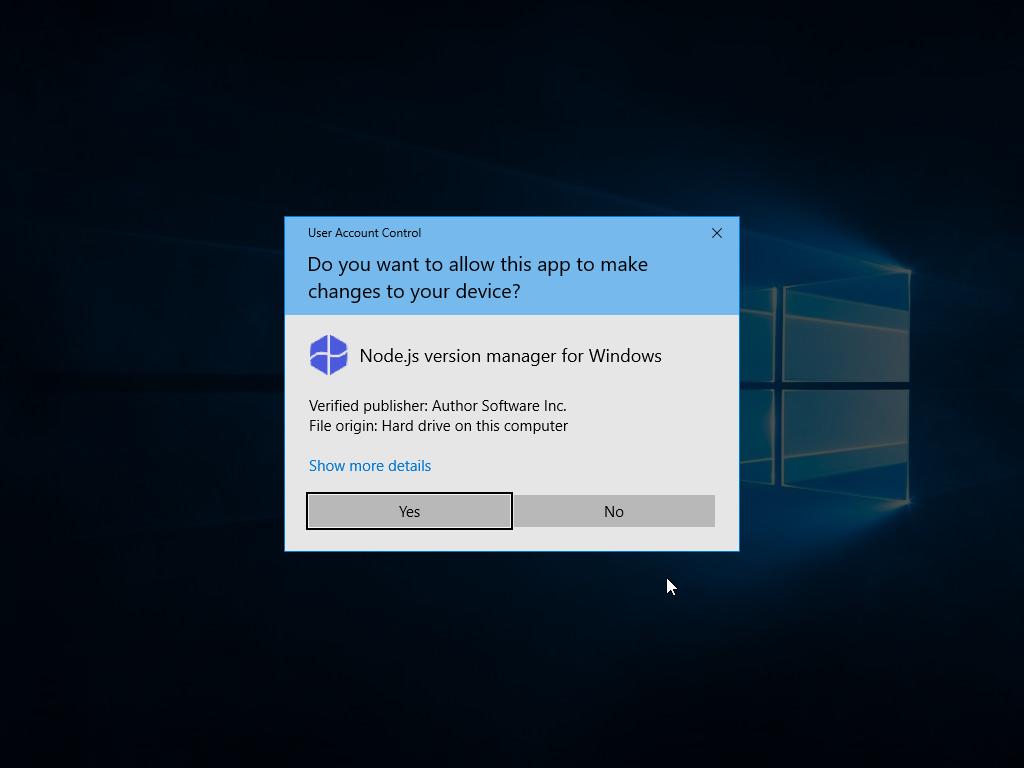 User Account Control
Do you want to allow this app to make
changes to your device?
Node.js version manager for Windows
Verified publisher: Author Software Inc.
File origin: Hard drive on this computer
Show more details
Yes
No